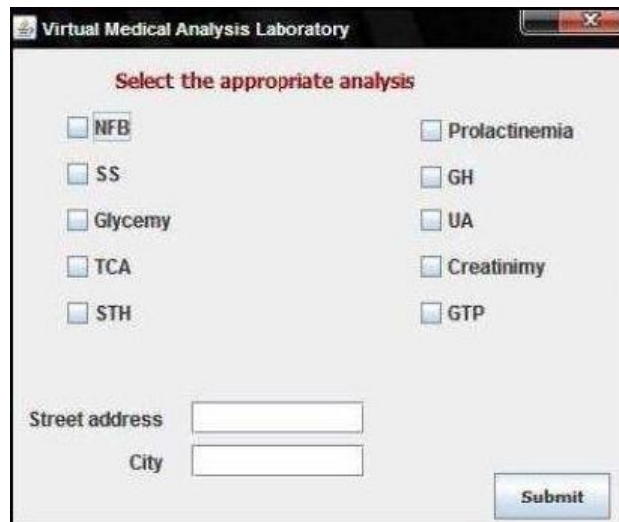 Virtual Medical Analysis Laboratory
Select the appropriate analysis
NFB
SS
Glycemy
TCA
STH
Prolactinemia
GH
UA
Creatinimy
GTP
Street address
City
Submit